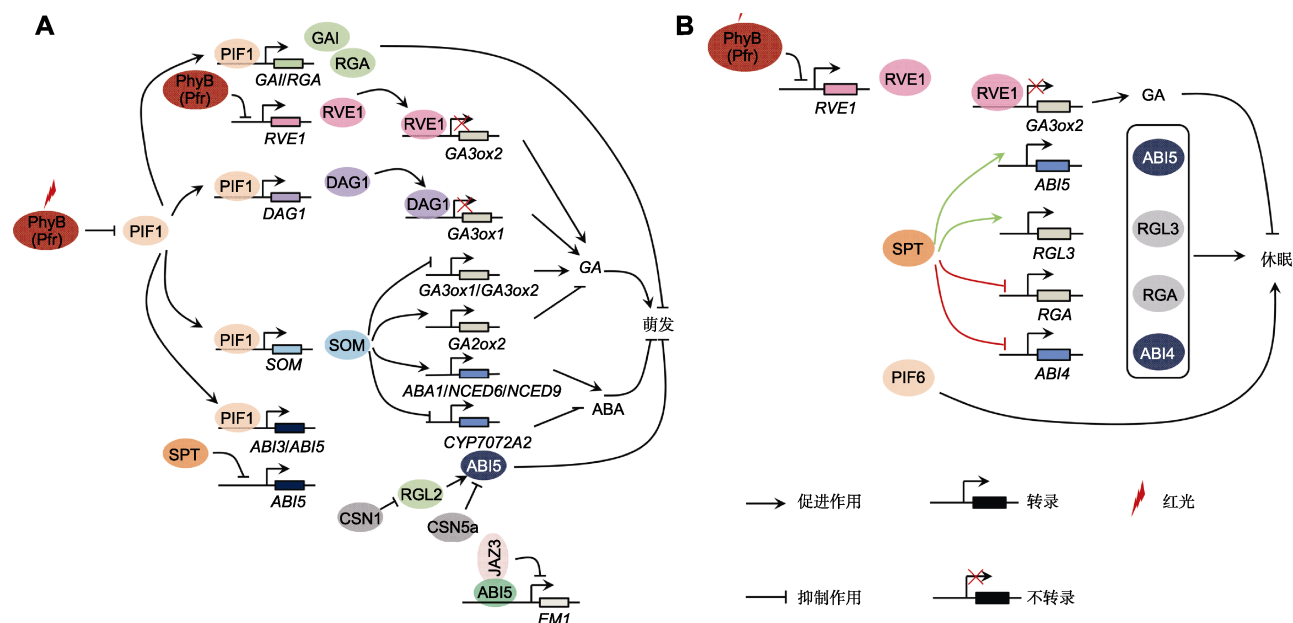 A
PIF1
GAI/RGA
GAI
RGA
PhyB
(Pfr)
RVE1
RVE1
RVE1
GA3ox2
PhyB
(Pfr)
PIF1
PIF1
DAG1
DAG1
DAG1
GA3ox1
GA3ox1/GA3ox2
GA
PIF1
SOM
SOM
GA2ox2
萌发
ABA1/NCED6/NCED9
ABA
PIF1
ABI3/ABI5
CYP7072A2
SPT
ABI5
ABI5
RGL2
CSN1
CSN5a
JAZ3
ABI5
EM1
B
PhyB
(Pfr)
RVE1
RVE1
RVE1
GA3ox2
GA
ABI5
ABI5
SPT
RGL3
RGL3
休眠
RGA
RGA
ABI4
ABI4
PIF6
促进作用
转录
红光
抑制作用
不转录